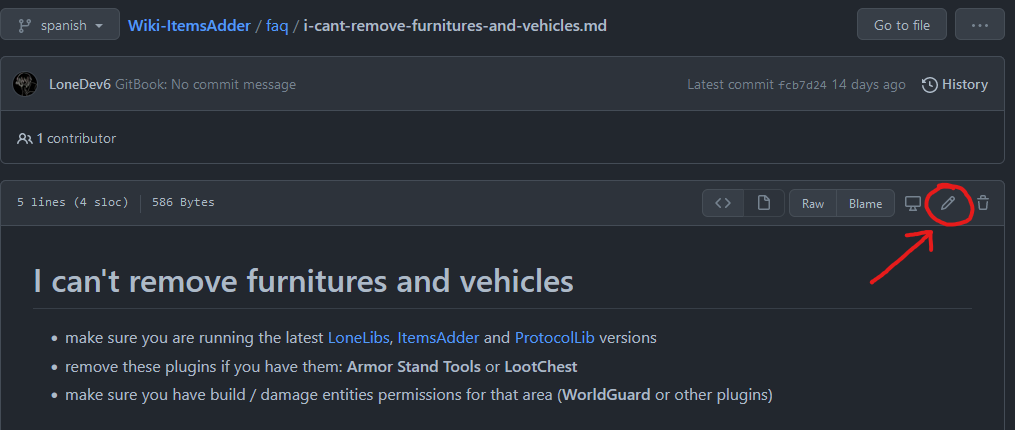 spanish Wiki-ItemsAdder / faq / i-cant-remove-furnitures-and-vehicles.md Go to file ...
LoneDev6 GitBook: No commit message Latest commit fcb7d24 14 days ago History
1 contributor
5 lines (4 sloc) 586 Bytes <> Raw Blame
I can't remove furnitures and vehicles
• make sure you are running the latest LoneLibs, ItemsAdder and ProtocolLib versions
• remove these plugins if you have them: Armor Stand Tools or LootChest
• make sure you have build / damage entities permissions for that area (WorldGuard or other plugins)